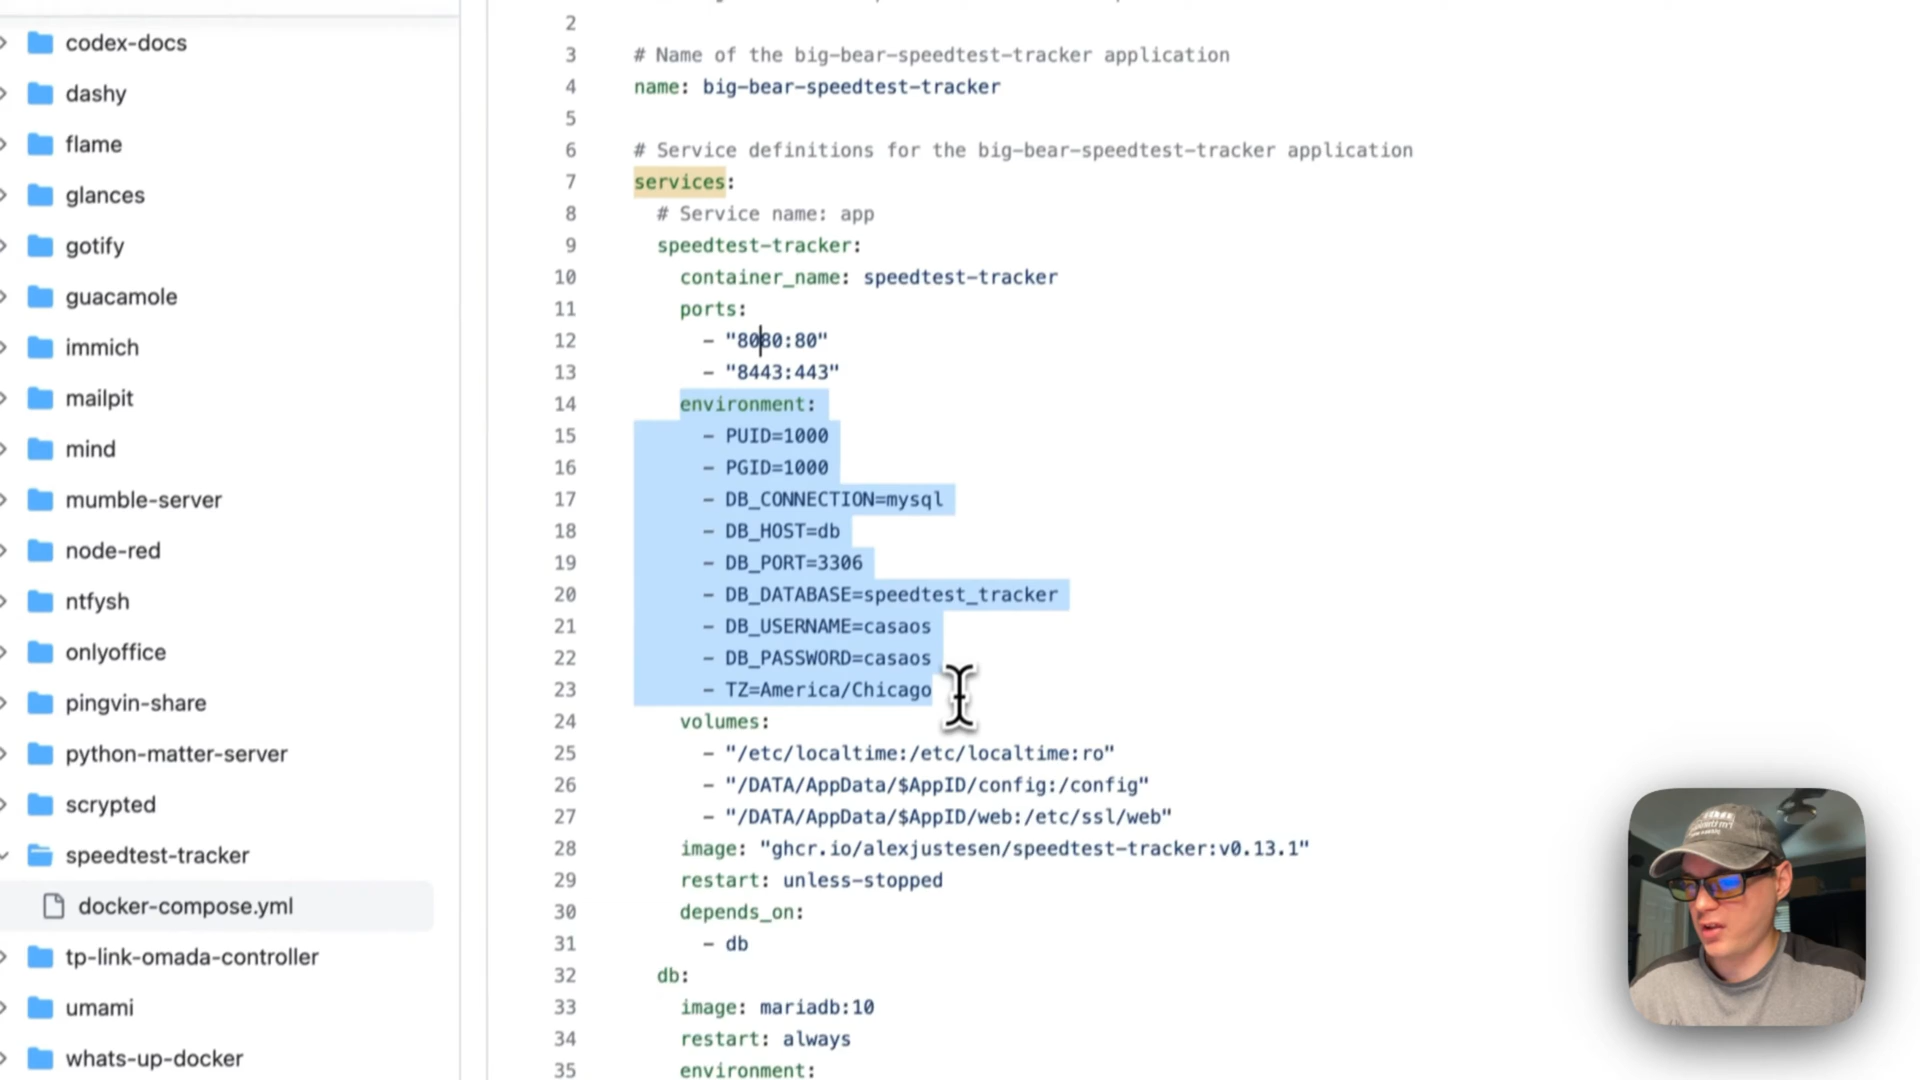 codex-docs
dashy
flame
glances
gotify
guacamole
immich
mailpit
mind
mumble-server
node-red
ntfysh
onlyoffice
pingvin-share
python-matter-server
scrypted
speedtest-tracker
docker-compose.yml
tp-link-omada-controller
umami
whats-up-docker
2
3 # Name of the big-bear-speedtest-tracker application
4 name: big-bear-speedtest-tracker
5
6 # Service definitions for the big-bear-speedtest-tracker application
7 services:
8 # Service name: app
9 speedtest-tracker:
10 container_name: speedtest-tracker
11 ports:
12 - "8080:80"
13 - "8443:443"
14 environment:
15 - PUID=1000
16 - PGID=1000
17 - DB_CONNECTION=mysql
18 - DB_HOST=db
19 - DB_PORT=3306
20 - DB_DATABASE=speedtest_tracker
21 - DB_USERNAME=casaos
22 - DB_PASSWORD=casaos
23 - TZ=America/Chicago
24 volumes:
25 - "/etc/localtime:/etc/localtime:ro"
26 - "/DATA/AppData/$AppID/config:/config"
27 - "/DATA/AppData/$AppID/web:/etc/ssl/web"
28 image: "ghcr.io/alexjustesen/speedtest-tracker:v0.13.1"
29 restart: unless-stopped
30 depends_on:
31 - db
32 db:
33 image: mariadb:10
34 restart: always
35 environment: